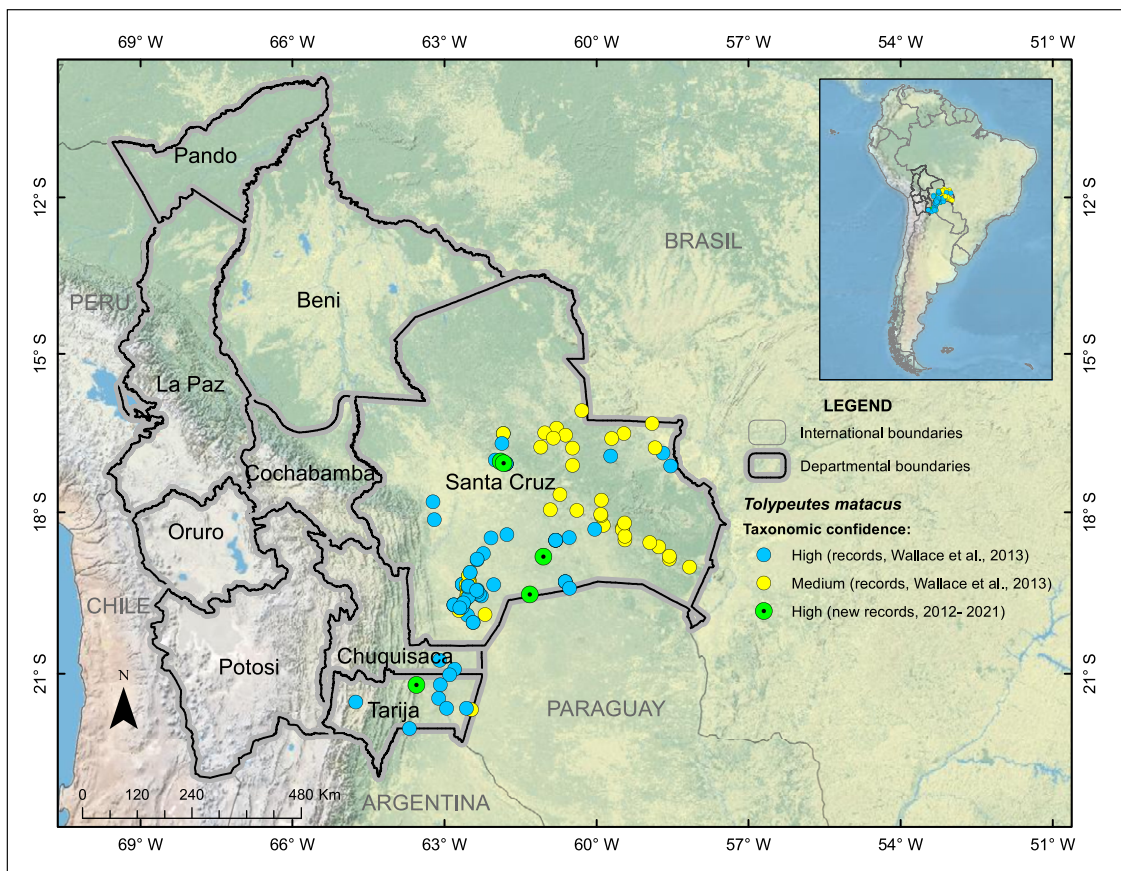 69° W 66° W 63° W 60° W 57° W 54° W 51° W
12° S
15° S
18° S
21° S
12° S
15° S
18° S
21° S
Pando
BRASIL
PERU
Beni
La Paz
Cochabamba
Santa Cruz
Oruro
CHILE
Potosi
Chuquisaca
Tarija
PARAGUAY
ARGENTINA
N
0 120 240 480 Km
LEGEND
International boundaries
Departmental boundaries
Tolypeutes matacus
Taxonomic confidence:
High (records, Wallace et al., 2013)
Medium (records, Wallace et al., 2013)
High (new records, 2012- 2021)
69° W 66° W 63° W 60° W 57° W 54° W 51° W